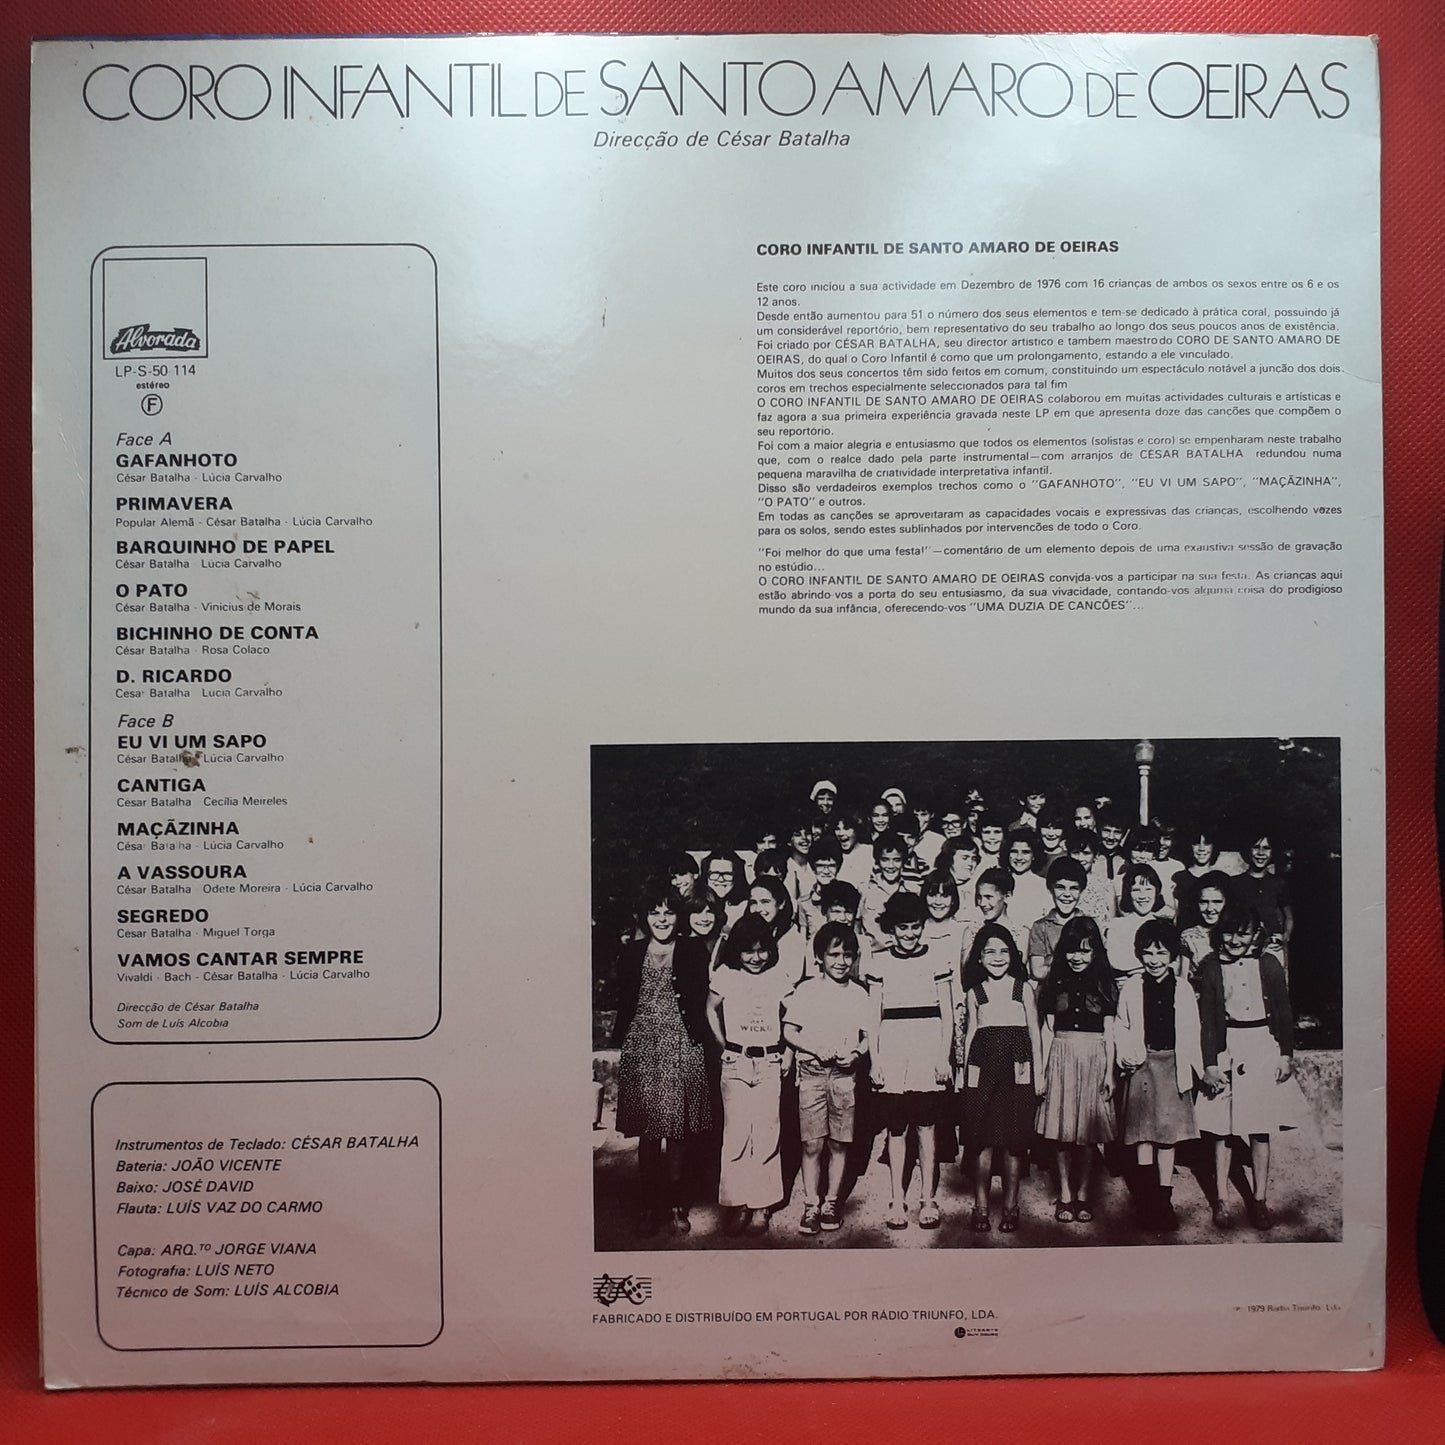 CORO INFANTIL DE SANTO AMARO DE OEIRAS
Direcção de César Batalha
Alvorada
LP-S-50 114
estéreo
F
Face A
GAFANHOTO
César Batalha - Lúcia Carvalho
PRIMAVERA
Popular Alemã - César Batalha - Lúcia Carvalho
BARQUINHO DE PAPEL
César Batalha - Lúcia Carvalho
O PATO
César Batalha - Vinicius de Morais
BICHINHO DE CONTA
César Batalha - Rosa Colaco
D. RICARDO
César Batalha Lucia Carvalho
Face B
EU VI UM SAPO
César Batalha Lúcia Carvalho
CANTIGA
César Batalha Cecília Meireles
MAÇÃZINHA
César Batalha - Lúcia Carvalho
A VASSOURA
César Batalha Odete Moreira - Lúcia Carvalho
SEGREDO
César Batalha - Miguel Torga
VAMOS CANTAR SEMPRE
Vivaldi - Bach - César Batalha - Lúcia Carvalho
Direcção de César Batalha
Som de Luís Alcobia
Instrumentos de Teclado: CÉSAR BATALHA
Bateria: JOÃO VICENTE
Baixo: JOSÉ DAVID
Flauta: LUÍS VAZ DO CARMO
Capa: ARQ.TO JORGE VIANA
Fotografia: LUÍS NETO
Técnico de Som: LUÍS ALCOBIA
CORO INFANTIL DE SANTO AMARO DE OEIRAS
Este coro iniciou a sua actividade em Dezembro de 1976 com 16 crianças de ambos os sexos entre os 6 e os
12 anos.
Desde então aumentou para 51 o número dos seus elementos e tem-se dedicado à prática coral, possuindo já
um considerável reportório, bem representativo do seu trabalho ao longo dos seus poucos anos de existência.
Foi criado por CÉSAR BATALHA, seu director artístico e tambem maestro do CORO DE SANTO AMARO DE
OEIRAS, do qual o Coro Infantil é como que um prolongamento, estando a ele vinculado.
Muitos dos seus concertos têm sido feitos em comum, constituindo um espectáculo notável a junção dos dois
coros em trechos especialmente seleccionados para tal fim
O CORO INFANTIL DE SANTO AMARO DE OEIRAS colaborou em muitas actividades culturais e artísticas e
faz agora a sua primeira experiência gravada neste LP em que apresenta doze das canções que compõem o
seu reportório.
Foi com a maior alegria e entusiasmo que todos os elementos (solistas e coro) se empenharam neste trabalho
que, com o realce dado pela parte instrumental—com arranjos de CÉSAR BATALHA redundou numa
pequena maravilha de criatividade interpretativa infantil.
Disso são verdadeiros exemplos trechos como o "GAFANHOTO", "EU VI UM SAPO", "MAÇÃZINHA",
"O PATO" e outros.
Em todas as canções se aproveitaram as capacidades vocais e expressivas das crianças, escolhendo vozes
para os solos, sendo estes sublinhados por intervencões de todo o Coro.
"Foi melhor do que uma festa!"—comentário de um elemento depois de uma exaustiva sessão de gravação
no estúdio...
O CORO INFANTIL DE SANTO AMARO DE OEIRAS convida-vos a participar na sua festa. As crianças aqui
estão abrindo vos a porta do seu entusiasmo, da sua vivacidade, contando-vos alguma coisa do prodigioso
mundo da sua infância, oferecendo-vos "UMA DUZIA DE CANCÕES"...
WICKI
FABRICADO E DISTRIBUÍDO EM PORTUGAL POR RÁDIO TRIUNFO, LDA.
℗ 1979 Rádio Triunfo, Lda